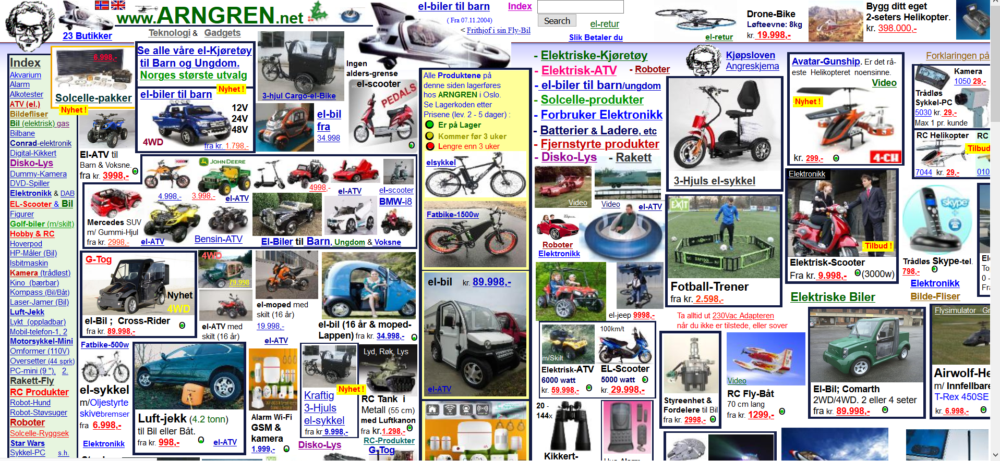 www.ARNGREN.net
23 Butikker
Teknologi & Gadgets
el-biler til barn
( Fra 07.11.2004)
< Frithjof i sin Fly-Bil
Index
Search
el-retur
Slik Betaler du
Drone-Bike
Løfteevne: 8kg
kr. 19.998,-
el-retur
Bygg ditt eget
2-seters Helikopter.
kr. 398.000,-
Index
Akvarium
Alarm
Alkotester
ATV (el.)
Bildefliser
Bil (elektrisk) gas
Bilbane
Conrad-elektronik
Digital-Kikkert
Disko-Lys
Dummy-Kamera
DVD-Spiller
Elektronikk & DAB
EL-Scooter & Bil
Figurer
Golf-biler (m/skilt)
Hobby & RC
Hoverpod
HP-Måler (Bil)
Isbitmaskin
Kamera (trådløst)
Kino (bærbar)
Kompass (Bil/Båt)
Laser-Jamer (Bil)
Luft-Jekk
Lykt (oppladbar)
Mobil-telefon-1, 2
Motorsykkel-Mini
Omformer (110V)
Oversetter (44 sprk)
PC-mini (9 "), 2.
Rakett-Fly
RC Produkter
Robot-Hund
Robot-Støvsuger
Roboter
Solcelle-Ryggsek
Star Wars
Sykkel-PC s.h.
6.998,-
Solcelle-pakker
Nyhet !
El-ATV til
Barn & Voksne.
fra kr. 3998,-
Se alle våre el-Kjøretøy
til Barn og Ungdom.
Norges største utvalg
Nyhet !
el-biler til barn
12V
24V
48V
4WD
fra kr. 1.798,-
3-hjul Cargo-el-Bike
el-bil
fra
34.998
Ingen
alders-grense
el-scooter
PEDALS
JOHN DEERE
4.998,-
3.998,-
el-ATV
4998,-
el-ATV
el-scooter
BMW-i8
Mercedes SUV
m/ Gummi-Hjul
fra kr. 2998,-
el-ATV
Bensin-ATV
El-Biler til Barn, Ungdom & Voksne
G-Tog
Nyhet
4WD
el-Bil ; Cross-Rider
fra kr. 89.998,-
4WD
79.998
el-ATV med
skilt (16 år)
el-moped med
skilt (16 år)
19.998,-
el-ATV
el-bil (16 år & moped-
Lappen) fra kr. 34.998,-
Fatbike-500w
el-sykkel
m/Oljestyrte
skivebremser
fra 6.998,-
Elektronikk
Luft-jekk (4.2 tonn)
til Bil eller Båt.
fra kr. 998,-
el-ATV
Alarm Wi-Fi
GSM &
kamera
1.999,-
Nyhet !
Kraftig
3-Hjuls
el-sykkel
fra kr 9.998,-
Disko-Lys
Lyd, Røk, Lys
RC Tank i
Metall (55 cm)
med Luftkanon
fra kr.1.298,-
RC-Produkter
G-Tog
Alle Produktene på
denne siden lagerføres
hos ARNGREN i Oslo.
Se Lagerkoden etter
Prisene (lev. 2 - 5 dager) :
Er på Lager
Kommer før 3 uker
Lengre enn 3 uker
elsykkel
Fatbike-1500w
el-bil kr. 89.998,-
el-ATV
- Elektriske-Kjøretøy
- Elektrisk-ATV - Roboter
- el-biler til barn/ungdom
- Solcelle-produkter
- Forbruker Elektronikk
- Batterier & Ladere, etc
- Fjernstyrte produkter
- Disko-Lys - Rakett
Video
Video
el-ATV
Roboter
Elektronikk
el-jeep 9998,-
m/Skilt
Elektrisk-ATV
6000 watt
kr. 59.998,-
100km/t
EL-Scooter
5000 watt
kr. 29.998,-
20 -
144x
Kikkert-
Kjøpsloven
Angreskjema
3-Hjuls el-sykkel
EXIT
RAPIDO
Fotball-Trener
fra kr. 2.598,-
Ta alltid ut 230Vac Adapteren
når du ikke er tilstede, eller sover
Styreenhet &
Fordelere til Bil
fra kr. 2998,-
Video
RC Fly-Båt
70 cm lang
fra kr. 1299,-
Avatar-Gunship. Er det rå-
este Helikopteret noensinne.
Video
Nyhet !
kr. 299,-
4-CH
Elektronikk
Tilbud !
Elektrisk-Scooter
Fra kr. 9.998,- (3000w)
Elektriske Biler
El-Bil; Comarth
2WD/4WD. 2 eller 4 seter
fra kr. 89.998,-
Forklaringen på
Kamera
1050 29,-
Trådløs
Sykkel-PC
5030 kr. 29,-
Max 1 pr. kunde
RC Helikopter RC
Tilbud
7044 kr. 29,-
010
skype
Trådløs Skype-tel.
798,-
Elektronikk
Bilde-Fliser
El
To
0 -
Fra
Flysimulator Gr
Airwolf-He
m/ Innfellbare
T-Rex 450SE
kr. 6.998,-